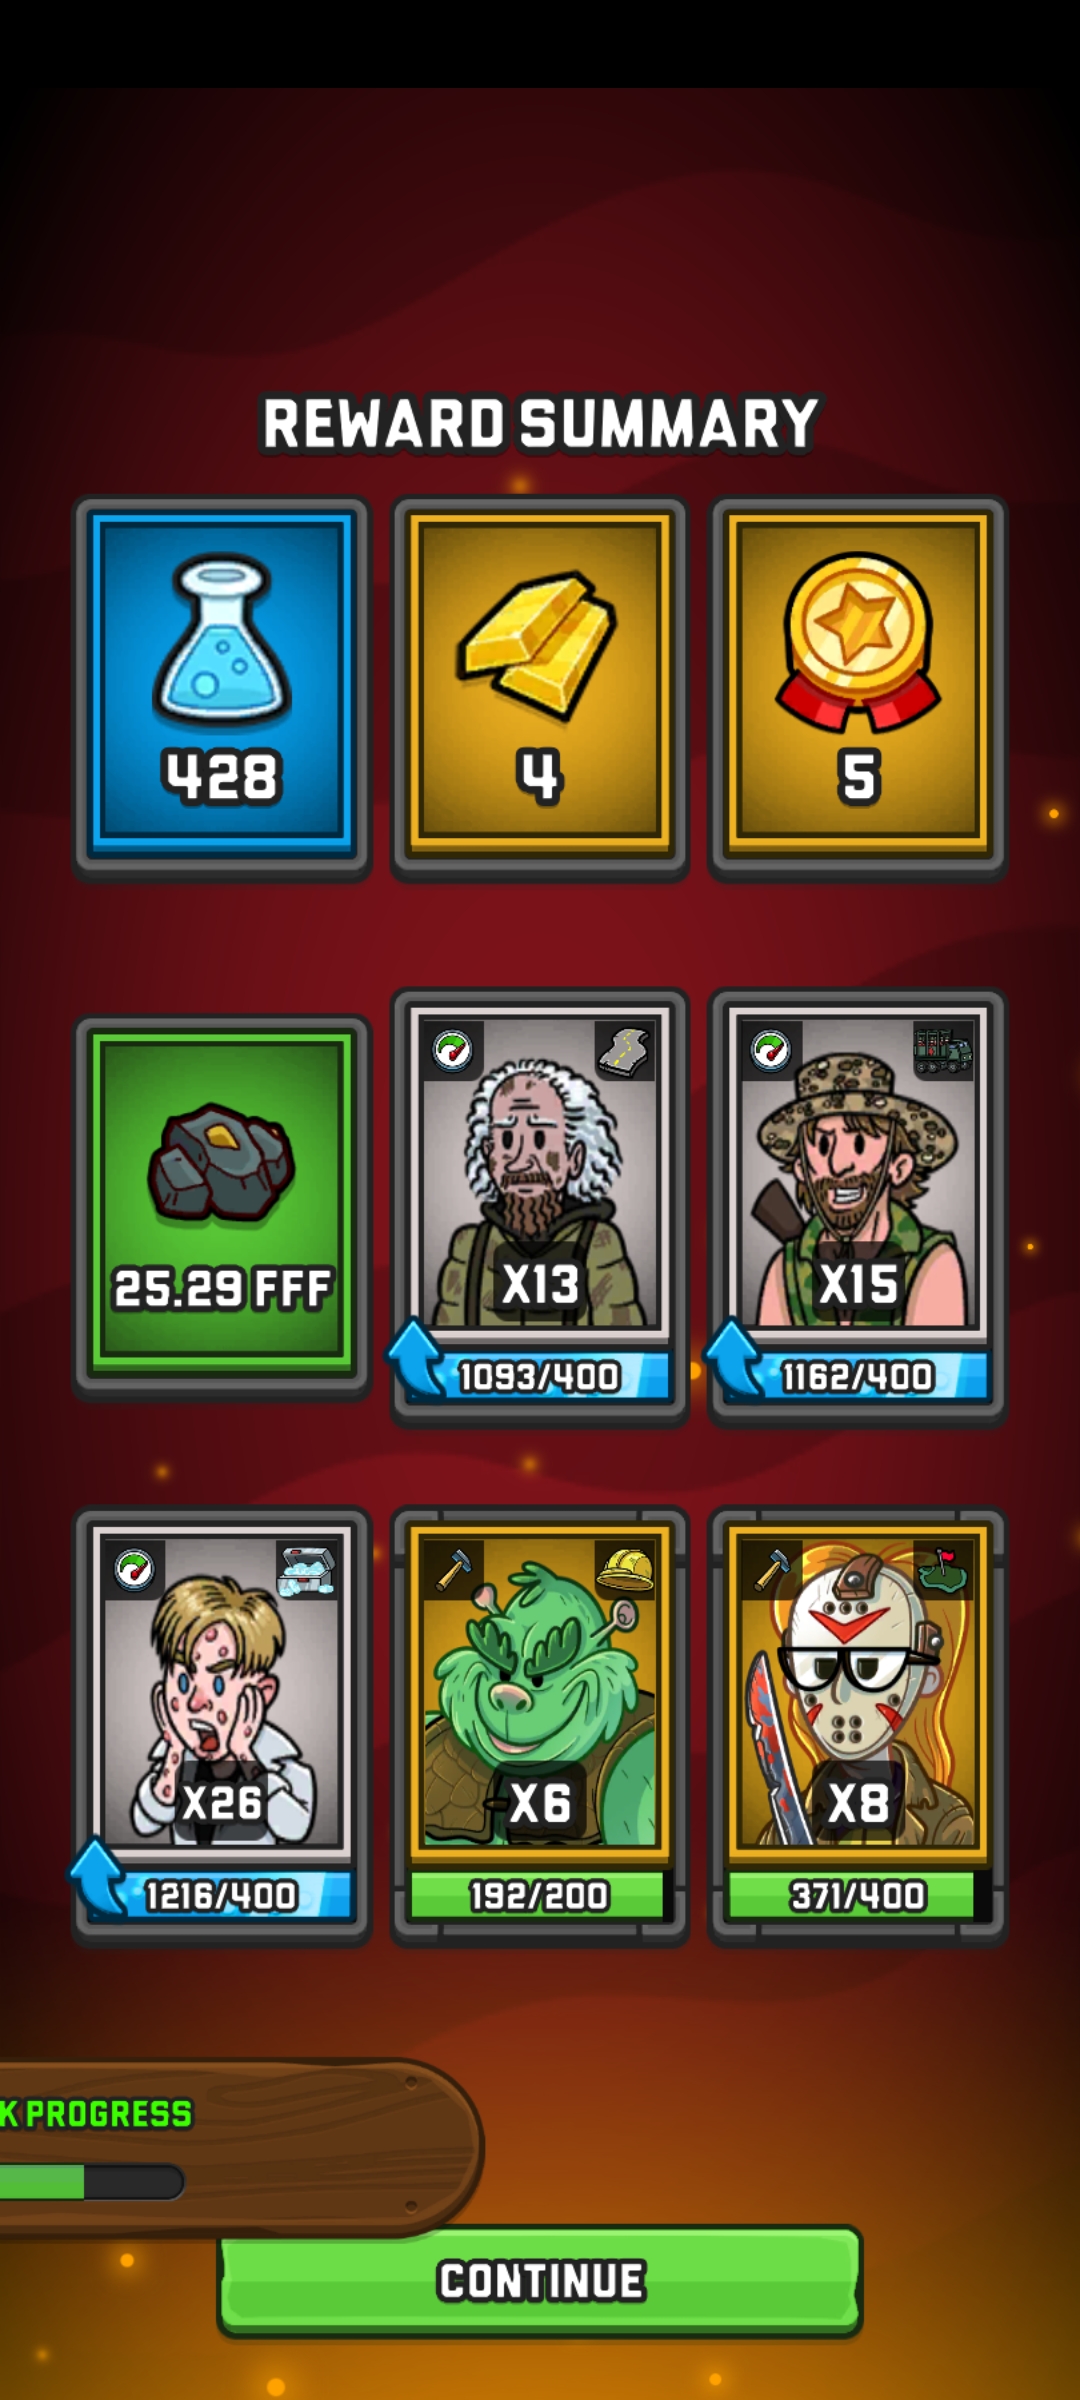 REWARD SUMMARY
428
4
5
25.29 FFF
X13
1093/400
X15
1162/400
X26
1216/400
X6
192/200
X8
371/400
K PROGRESS
CONTINUE